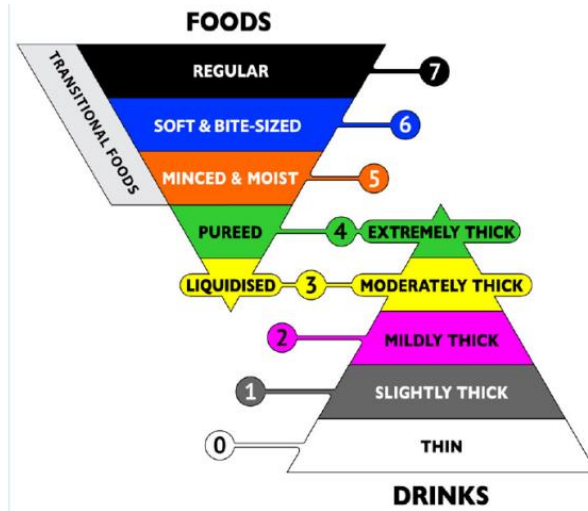 FOODS
TRANSITIONAL FOODS
REGULAR
7
SOFT & BITE-SIZED
6
MINCED & MOIST
5
PUREED
4
EXTREMELY THICK
LIQUIDISED
3
MODERATELY THICK
2
MILDLY THICK
1
SLIGHTLY THICK
0
THIN
DRINKS